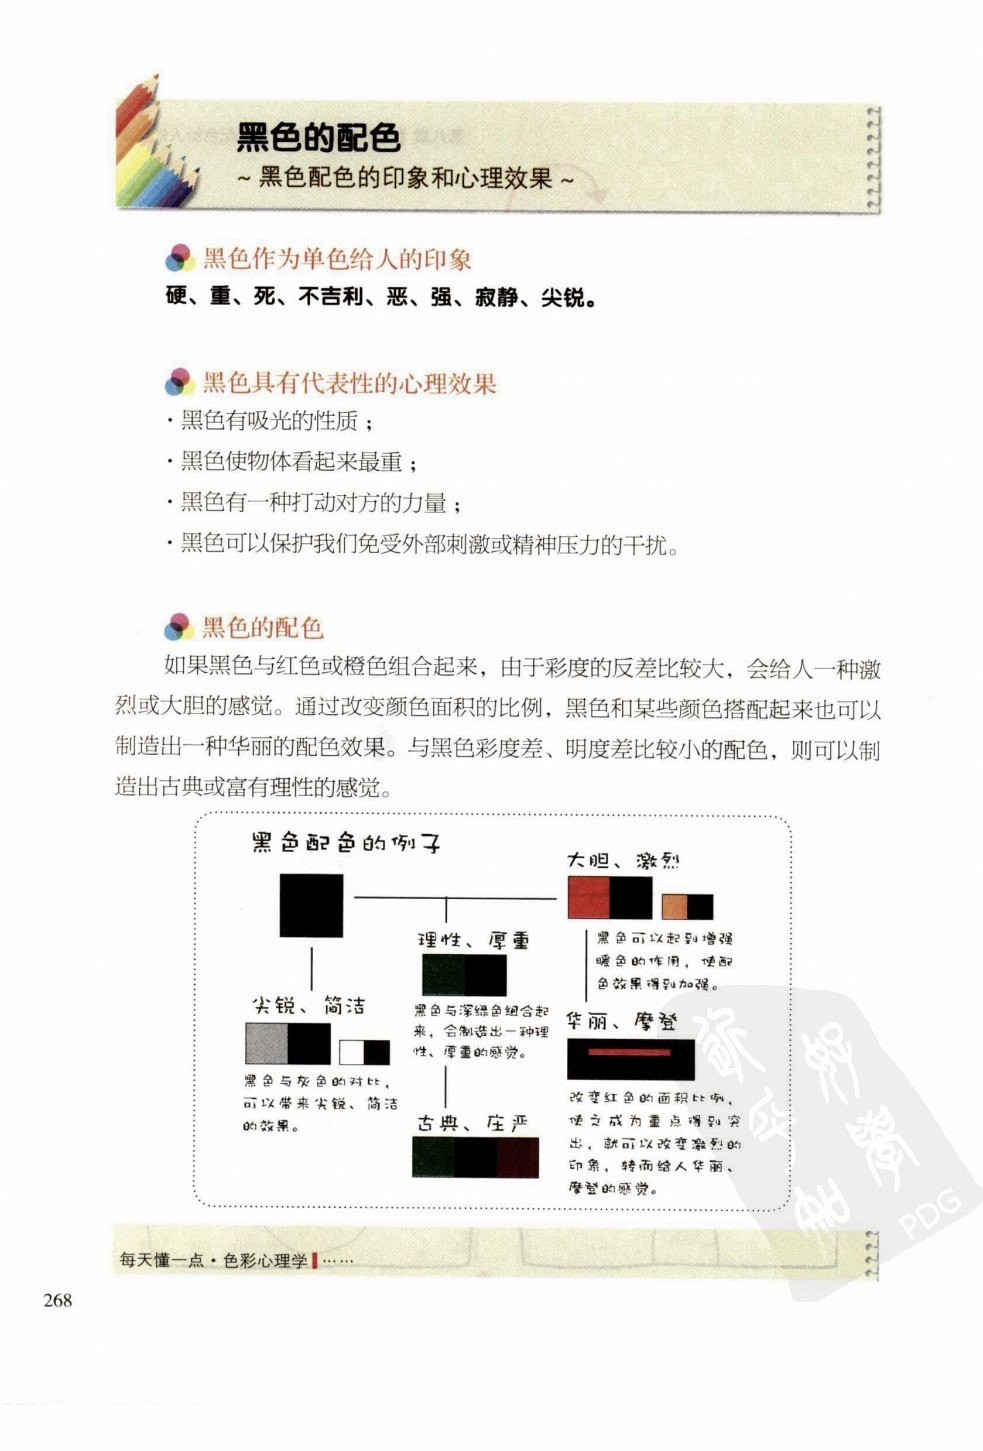 黑色的配色
～黑色配色的印象和心理效果～
黑色作为单色给人的印象
硬、重、死、不吉利、恶、强、寂静、尖锐。
黑色具有代表性的心理效果
·黑色有吸光的性质；
·黑色使物体看起来最重；
·黑色有一种打动对方的力量；
·黑色可以保护我们免受外部刺激或精神压力的干扰。
黑色的配色
如果黑色与红色或橙色组合起来，由于彩度的反差比较大，会给人一种激
烈或大胆的感觉。通过改变颜色面积的比例，黑色和某些颜色搭配起来也可以
制造出一种华丽的配色效果。与黑色彩度差、明度差比较小的配色，则可以制
造出古典或富有理性的感觉。
黑色配色的例子
尖锐、简洁
黑色与灰色的对比，
可以带来尖锐、简洁
的效果。
理性、厚重
黑色与深绿色组合起
来，会制造出一种理
性、厚重的感觉。
古典、庄严
大胆、激烈
黑色可以起到增强
暖色的作用，使配
色效果得到加强。
华丽、摩登
改变红色的面积比例，
使之成为重点得到突
出，就可以改变激烈的
印象，转而给人华丽、
摩登的感觉。
每天懂一点·色彩心理学 ……
268
PDG